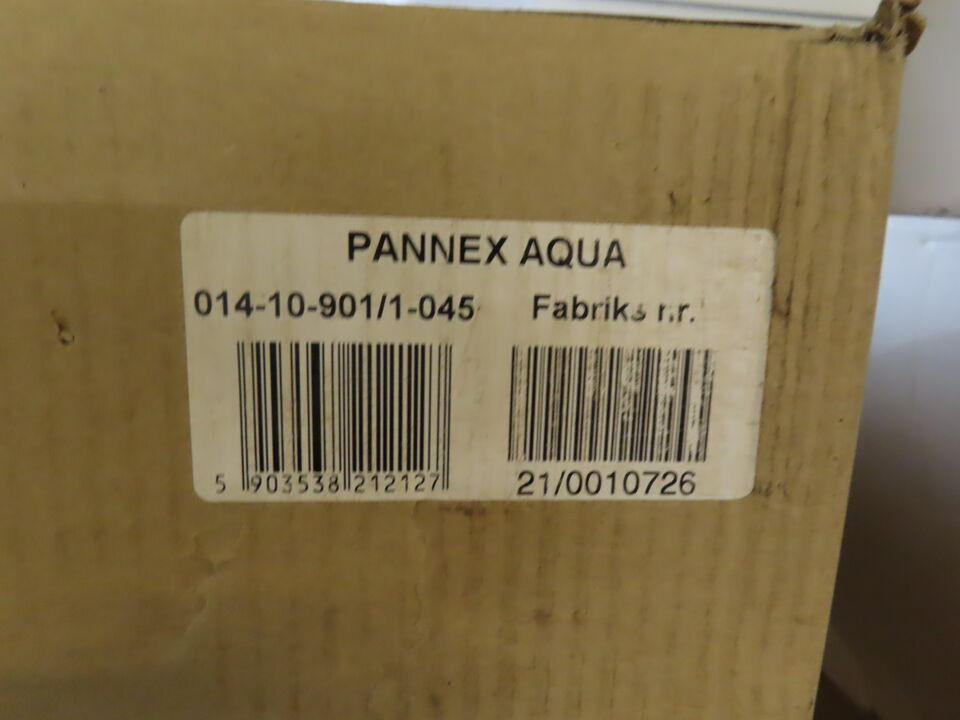 PANNEX AQUA
014-10-901/1-045 Fabriks nr.
5 903538 212127
21/0010726